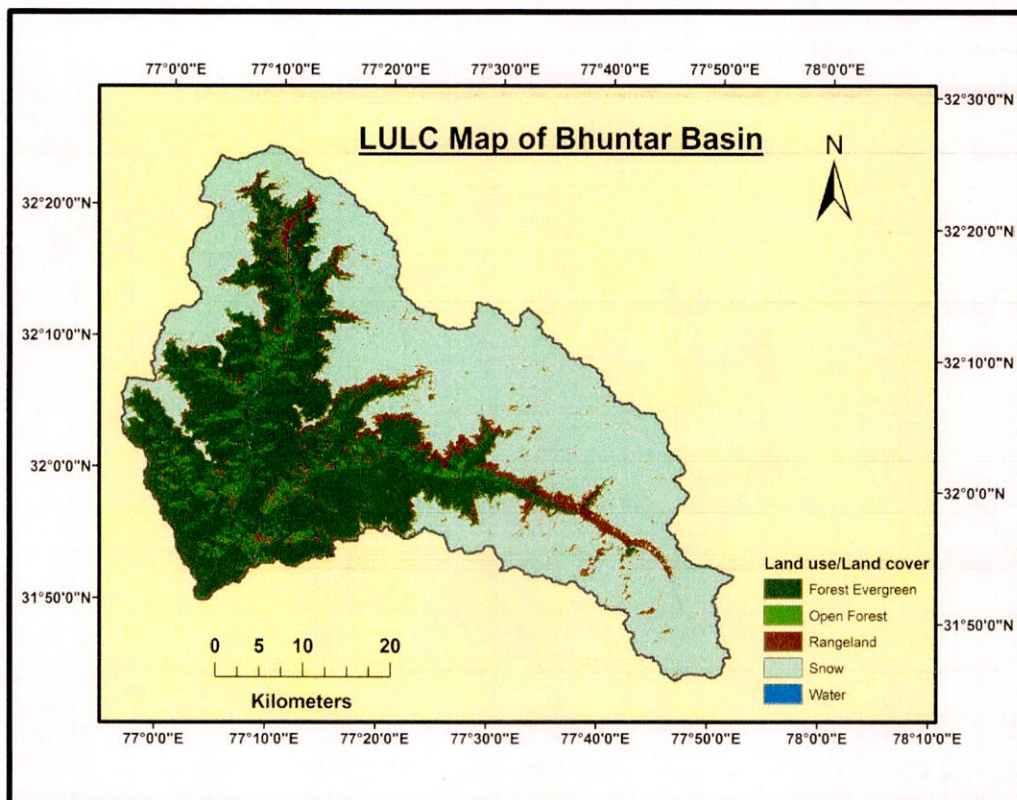 77°0'0"E 77°10'0"E 77°20'0"E 77°30'0"E 77°40'0"E 77°50'0"E 78°0'0"E
32°30'0"N
LULC Map of Bhuntar Basin
N
32°20'0"N
32°20'0"N
32°10'0"N
32°10'0"N
32°0'0"N
32°0'0"N
Land use/Land cover
Forest Evergreen
31°50'0"N
Open Forest
31°50'0"N
0 5 10 20
Rangeland
Snow
Kilometers
Water
77°0'0"E 77°10'0"E 77°20'0"E 77°30'0"E 77°40'0"E 77°50'0"E 78°0'0"E 78°10'0"E